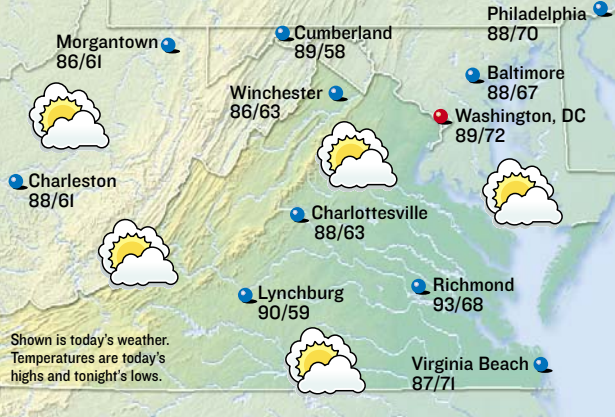 Philadelphia
88/70
Cumberland
89/58
Morgantown
86/61
Baltimore
88/67
Winchester
86/63
Washington, DC
89/72
Charleston
88/61
Charlottesville
88/63
Richmond
93/68
Lynchburg
90/59
Shown is today's weather.
Temperatures are today's
highs and tonight's lows.
Virginia Beach
87/71